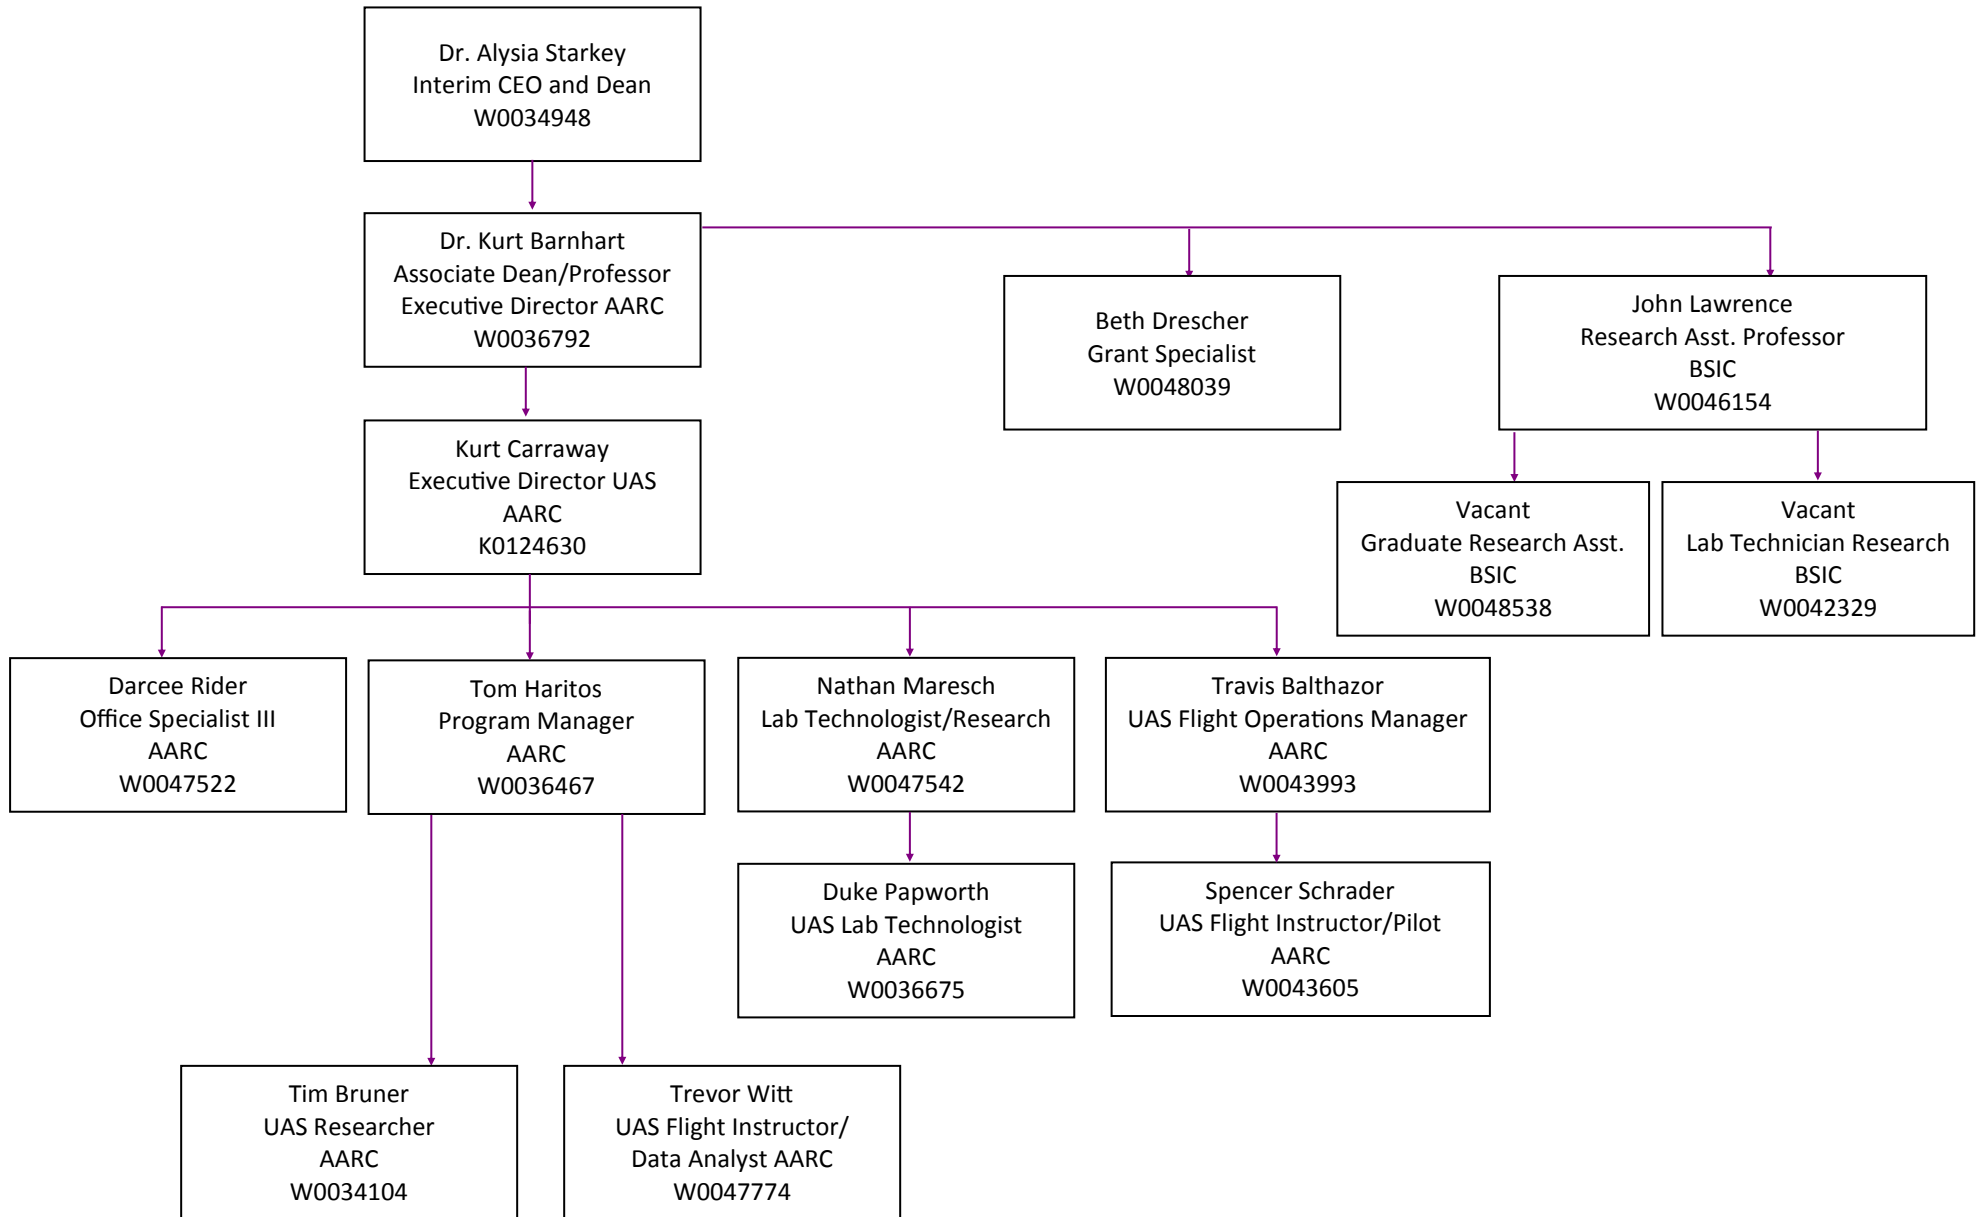 Dr. Alysia Starkey
Interim CEO and Dean
W0034948
Dr. Kurt Barnhart
Associate Dean/Professor
Executive Director AARC
W0036792
Beth Drescher
Grant Specialist
W0048039
John Lawrence
Research Asst. Professor
BSIC
W0046154
Kurt Carraway
Executive Director UAS
AARC
K0124630
Vacant
Graduate Research Asst.
BSIC
W0048538
Vacant
Lab Technician Research
BSIC
W0042329
Darcee Rider
Office Specialist III
AARC
W0047522
Tom Haritos
Program Manager
AARC
W0036467
Nathan Maresch
Lab Technologist/Research
AARC
W0047542
Travis Balthazor
UAS Flight Operations Manager
AARC
W0043993
Duke Papworth
UAS Lab Technologist
AARC
W0036675
Spencer Schrader
UAS Flight Instructor/Pilot
AARC
W0043605
Tim Bruner
UAS Researcher
AARC
W0034104
Trevor Witt
UAS Flight Instructor/
Data Analyst AARC
W0047774